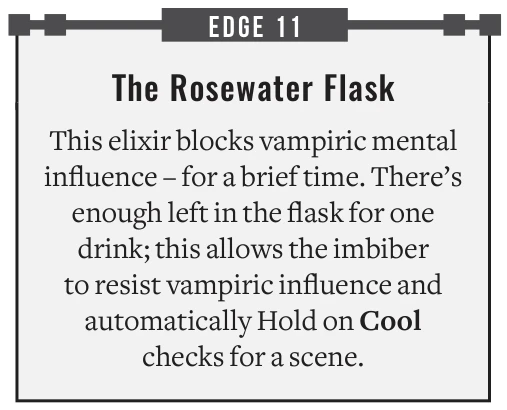 EDGE 11
The Rosewater Flask
This elixir blocks vampiric mental
influence – for a brief time. There’s
enough left in the flask for one
drink; this allows the imbiber
to resist vampiric influence and
automatically Hold on Cool
checks for a scene.